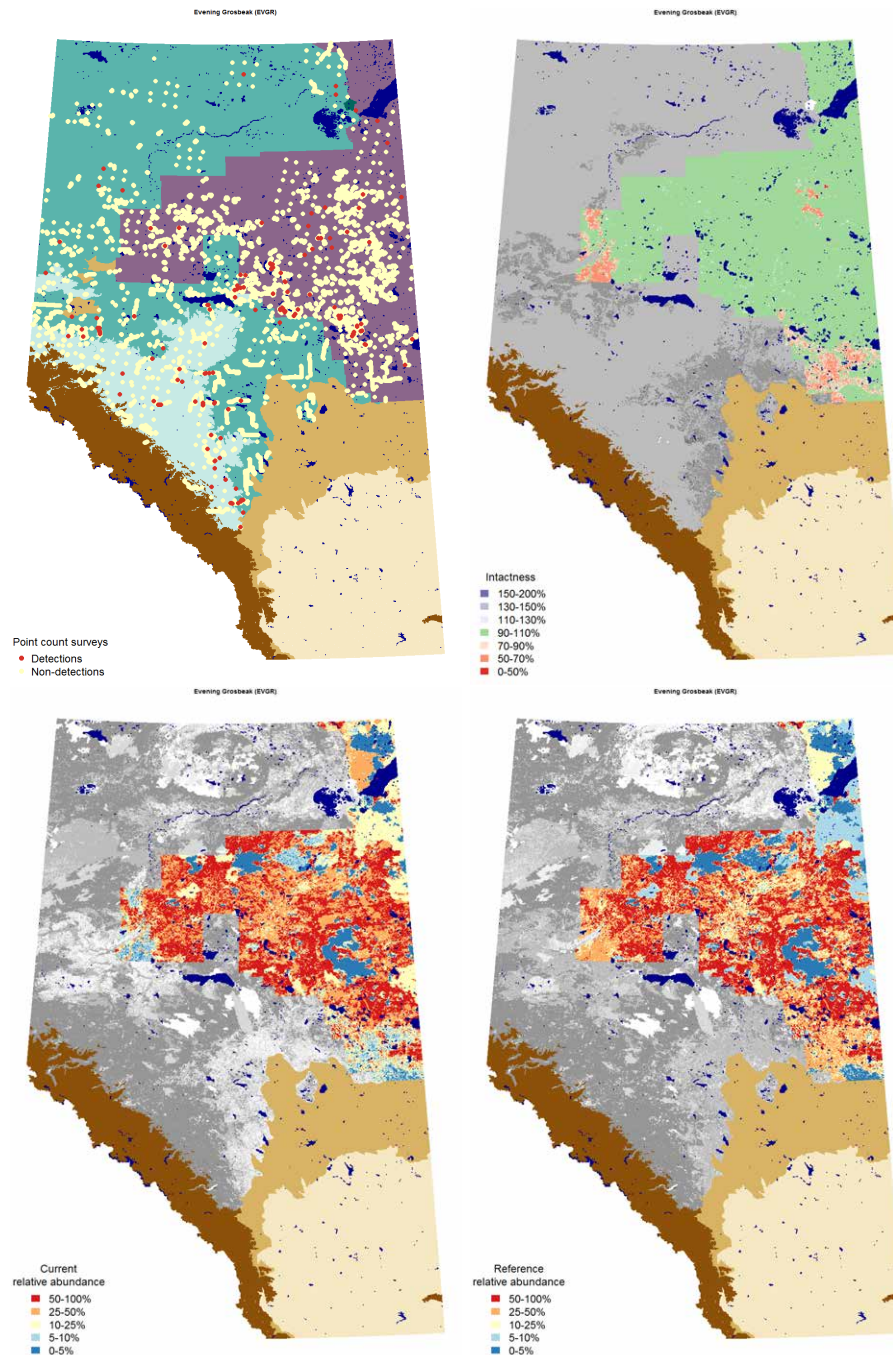 Evening Grosbeak (EVGR)
Point count surveys
Detections
Non-detections
Evening Grosbeak (EVGR)
Intactness
150-200%
130-150%
110-130%
90-110%
70-90%
50-70%
0-50%
Evening Grosbeak (EVGR)
Current
relative abundance
50-100%
25-50%
10-25%
5-10%
0-5%
Evening Grosbeak (EVGR)
Reference
relative abundance
50-100%
25-50%
10-25%
5-10%
0-5%